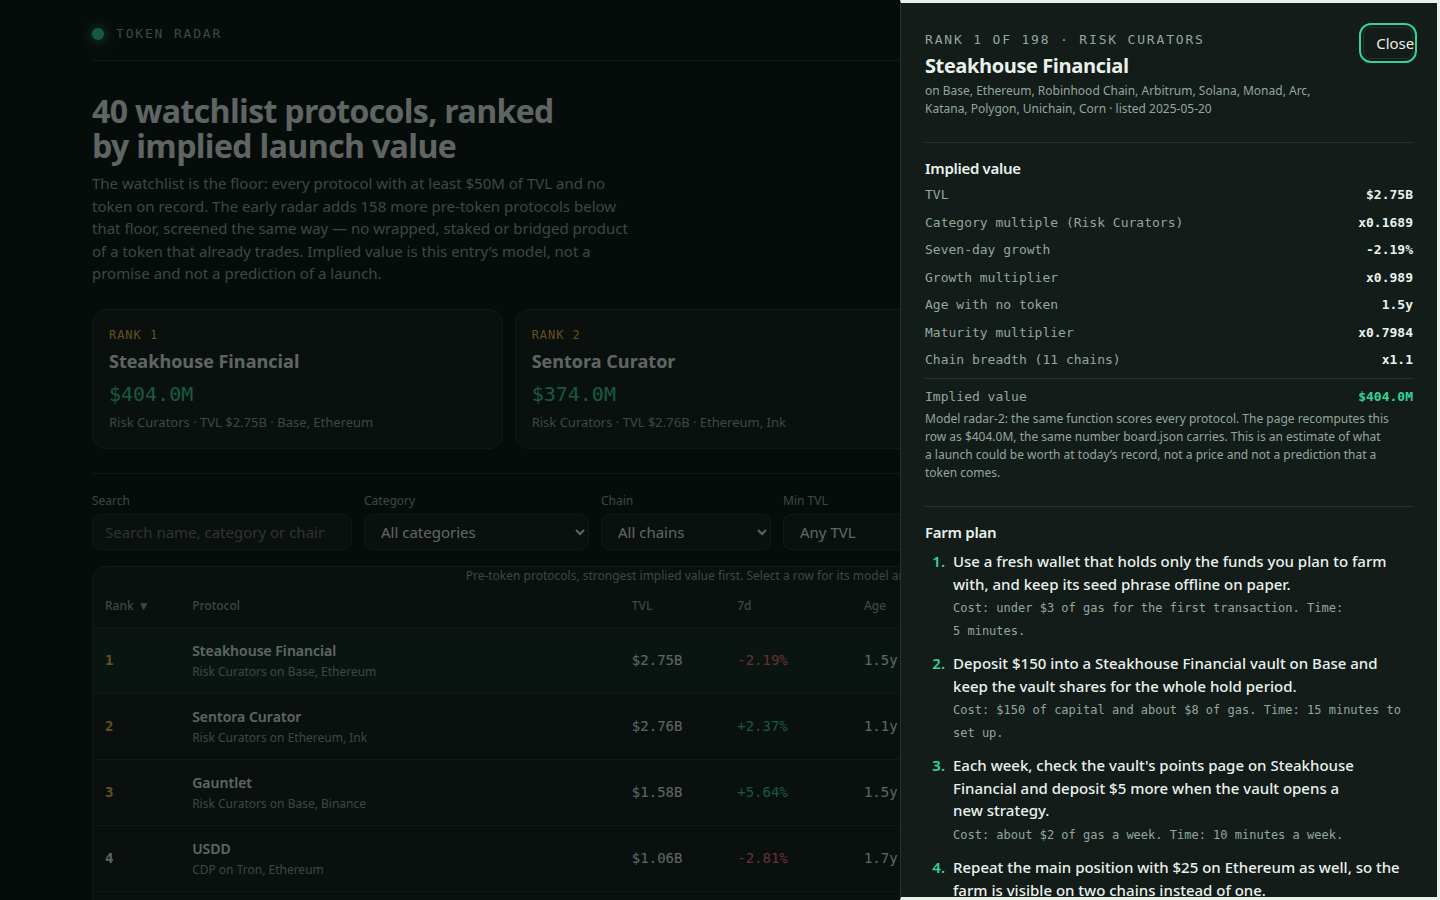 TOKEN RADAR
40 watchlist protocols, ranked
by implied launch value
The watchlist is the floor: every protocol with at least $50M of TVL and no
token on record. The early radar adds 158 more pre-token protocols below
that floor, screened the same way — no wrapped, staked or bridged product
of a token that already trades. Implied value is this entry's model, not a
promise and not a prediction of a launch.
RANK 1
Steakhouse Financial
$404.0M
Risk Curators · TVL $2.75B · Base, Ethereum
RANK 2
Sentora Curator
$374.0M
Risk Curators · TVL $2.76B · Ethereum, Ink
Search
Category
Chain
Min TVL
Search name, category or chain
All categories
All chains
Any TVL
Pre-token protocols, strongest implied value first. Select a row for its model
Rank ▼
Protocol
TVL
7d
Age
1
Steakhouse Financial
Risk Curators on Base, Ethereum
$2.75B
-2.19%
1.5y
2
Sentora Curator
Risk Curators on Ethereum, Ink
$2.76B
+2.37%
1.1y
3
Gauntlet
Risk Curators on Base, Binance
$1.58B
+5.64%
1.5y
4
USDD
CDP on Tron, Ethereum
$1.06B
-2.81%
1.7y
RANK 1 OF 198 · RISK CURATORS
Close
Steakhouse Financial
on Base, Ethereum, Robinhood Chain, Arbitrum, Solana, Monad, Arc,
Katana, Polygon, Unichain, Corn · listed 2025-05-20
Implied value
TVL $2.75B
Category multiple (Risk Curators) x0.1689
Seven-day growth -2.19%
Growth multiplier x0.989
Age with no token 1.5y
Maturity multiplier x0.7984
Chain breadth (11 chains) x1.1
Implied value $404.0M
Model radar-2: the same function scores every protocol. The page recomputes this
row as $404.0M, the same number board.json carries. This is an estimate of what
a launch could be worth at today's record, not a price and not a prediction that a
token comes.
Farm plan
1. Use a fresh wallet that holds only the funds you plan to farm
with, and keep its seed phrase offline on paper.
Cost: under $3 of gas for the first transaction. Time:
5 minutes.
2. Deposit $150 into a Steakhouse Financial vault on Base and
keep the vault shares for the whole hold period.
Cost: $150 of capital and about $8 of gas. Time: 15 minutes to
set up.
3. Each week, check the vault's points page on Steakhouse
Financial and deposit $5 more when the vault opens a
new strategy.
Cost: about $2 of gas a week. Time: 10 minutes a week.
4. Repeat the main position with $25 on Ethereum as well, so the
farm is visible on two chains instead of one.